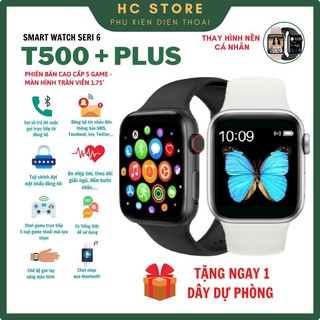 HC STORE
PHU KIEN DIEN THOAI
SMART WATCH SERI 6
T500 + PLUS
PHIÊN BẢN CAO CẤP 5 GAME -
MÀN HÌNH TRÀN VIỀN 1.75"
THAY HÌNH NỀN
CÁ NHÂN
Gọi và trả lời cuộc
gọi trực tiếp từ
đồng hồ
Đồng bộ tin nhắn đến
thông báo SMS,
Facebook, Ins, Twitter,...
Tuỳ chỉnh đặt
mật khẩu đồng hồ
Đo nhịp tim, theo dõi
giấc ngủ, đếm bước
chân,...
Chơi game trực tiếp
5 loại game thoải mái lựa
chọn
Có Tiếng Việt
dễ sử dụng
Chế độ giơ tay
sáng màn hình
Chơi nhạc
qua bluetooth
10:09
TẶNG NGAY 1
DÂY DỰ PHÒNG